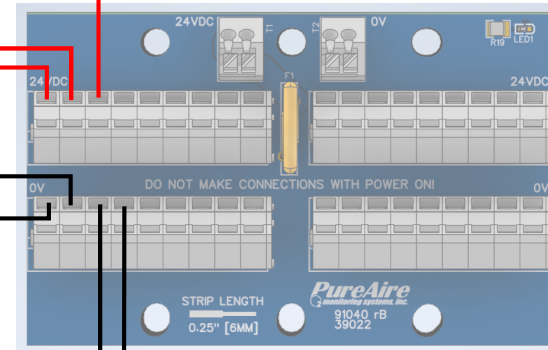 24VDC
T1
T2
0V
R19
LED1
F1
24VDC
24VDC
DO NOT MAKE CONNECTIONS WITH POWER ON!
0V
0V
STRIP LENGTH
0.25" [6MM]
PureAire
monitoring systems, inc.
91040 rB
39022